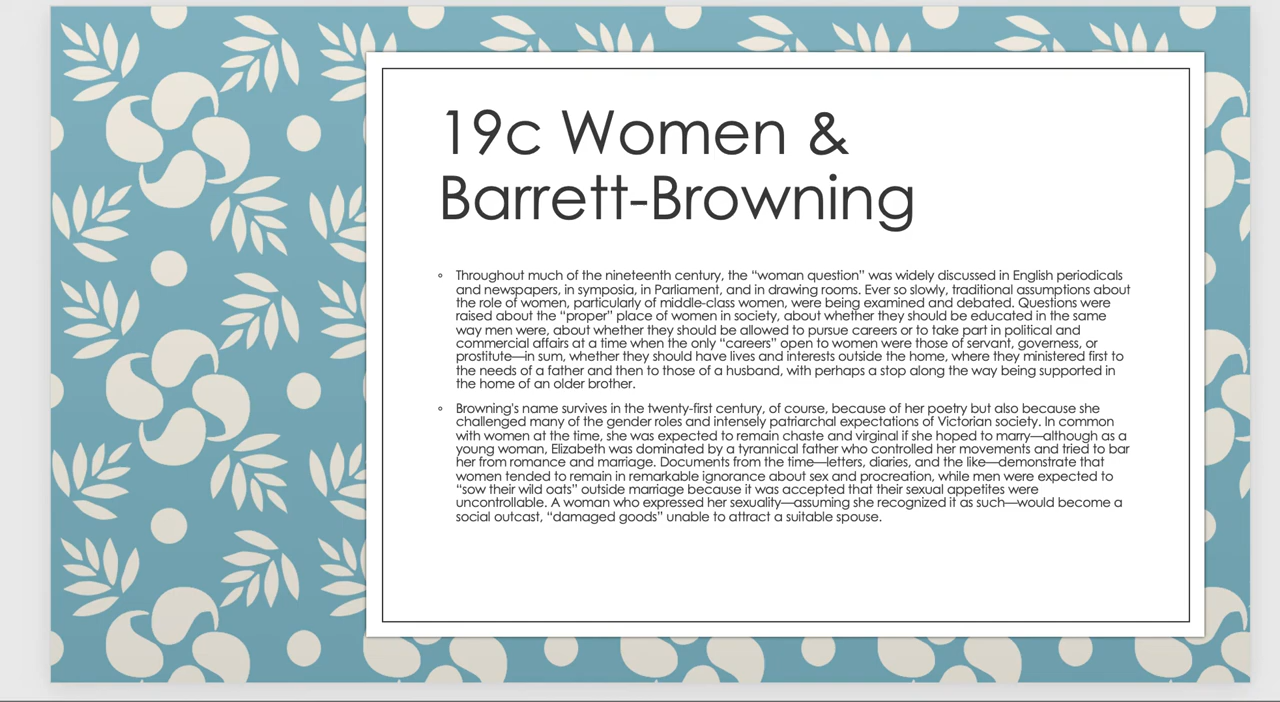 19c Women &
Barrett-Browning
◦ Throughout much of the nineteenth century, the “woman question” was widely discussed in English periodicals
and newspapers, in symposia, in Parliament, and in drawing rooms. Ever so slowly, traditional assumptions about
the role of women, particularly of middle-class women, were being examined and debated. Questions were
raised about the “proper” place of women in society, about whether they should be educated in the same
way men were, about whether they should be allowed to pursue careers or to take part in political and
commercial affairs at a time when the only “careers” open to women were those of servant, governess, or
prostitute—in sum, whether they should have lives and interests outside the home, where they ministered first to
the needs of a father and then to those of a husband, with perhaps a stop along the way being supported in
the home of an older brother.
◦ Browning's name survives in the twenty-first century, of course, because of her poetry but also because she
challenged many of the gender roles and intensely patriarchal expectations of Victorian society. In common
with women at the time, she was expected to remain chaste and virginal if she hoped to marry—although as a
young woman, Elizabeth was dominated by a tyrannical father who controlled her movements and tried to bar
her from romance and marriage. Documents from the time—letters, diaries, and the like—demonstrate that
women tended to remain in remarkable ignorance about sex and procreation, while men were expected to
“sow their wild oats” outside marriage because it was accepted that their sexual appetites were
uncontrollable. A woman who expressed her sexuality—assuming she recognized it as such—would become a
social outcast, “damaged goods” unable to attract a suitable spouse.